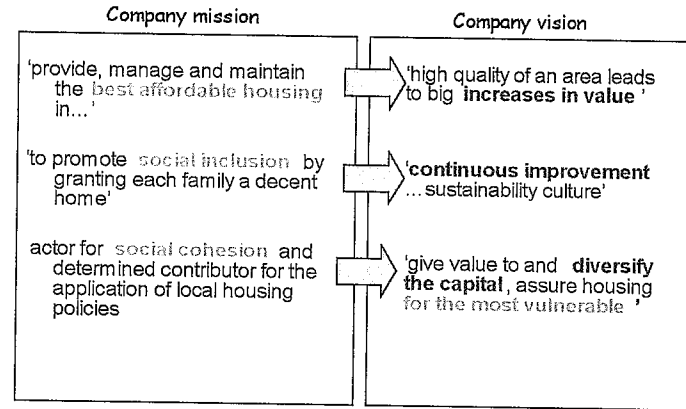 Company mission
Company vision
'provide, manage and maintain
the best affordable housing
in...'
'high quality of an area leads
to big increases in value '
'to promote social inclusion by
granting each family a decent
home'
'continuous improvement
...sustainability culture'
actor for social cohesion and
determined contributor for the
application of local housing
policies
'give value to and diversify
the capital, assure housing
for the most vulnerable '